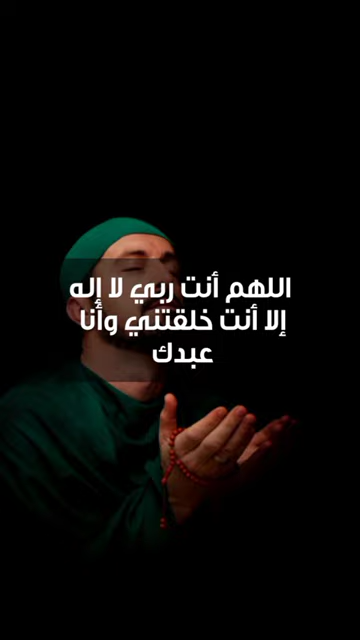 اللهم أنت ربي لا إله
إلا أنت خلقتني وأنا
عبدك